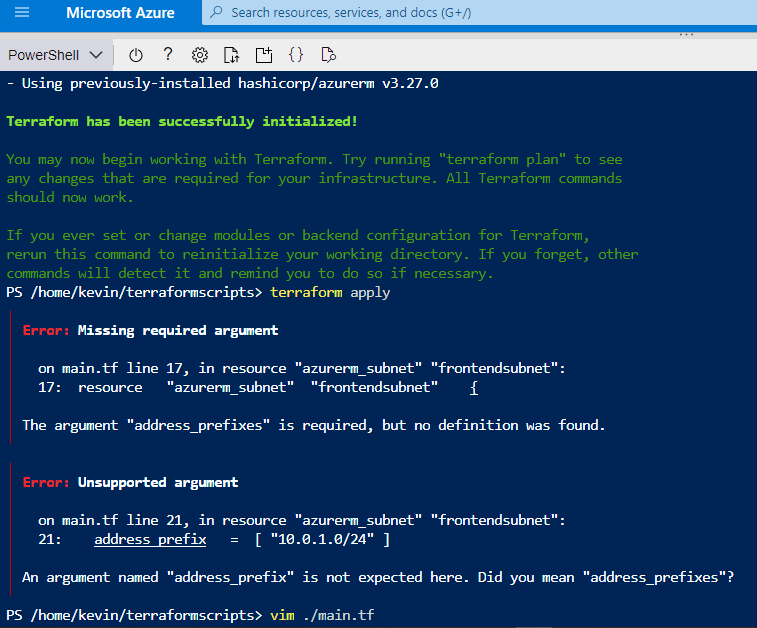 Microsoft Azure
Search resources, services, and docs (G+/)
PowerShell
- Using previously-installed hashicorp/azurerm v3.27.0
Terraform has been successfully initialized!
You may now begin working with Terraform. Try running "terraform plan" to see
any changes that are required for your infrastructure. All Terraform commands
should now work.
If you ever set or change modules or backend configuration for Terraform,
rerun this command to reinitialize your working directory. If you forget, other
commands will detect it and remind you to do so if necessary.
PS /home/kevin/terraformscripts> terraform apply
Error: Missing required argument
on main.tf line 17, in resource "azurerm_subnet" "frontendsubnet":
17: resource "azurerm_subnet" "frontendsubnet" {
The argument "address_prefixes" is required, but no definition was found.
Error: Unsupported argument
on main.tf line 21, in resource "azurerm_subnet" "frontendsubnet":
21: address_prefix = [ "10.0.1.0/24" ]
An argument named "address_prefix" is not expected here. Did you mean "address_prefixes"?
PS /home/kevin/terraformscripts> vim ./main.tf